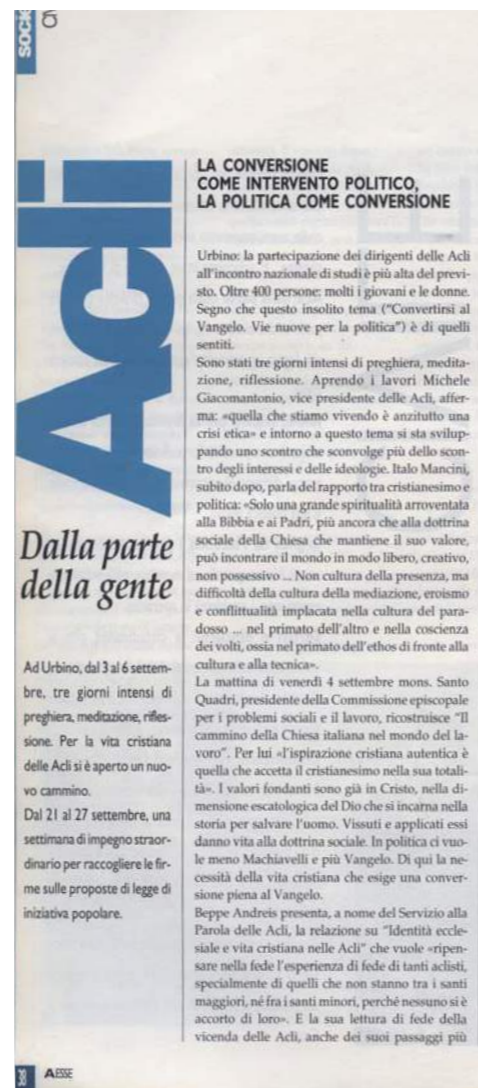 SOCIE
Acli
Dalla parte
della gente
Ad Urbino, dal 3 al 6 settem-
bre, tre giorni intensi di
preghiera, meditazione, rifles-
sione. Per la vita cristiana
delle Acli si è aperto un nuo-
vo cammino.
Dal 21 al 27 settembre, una
settimana di impegno straor-
dinario per raccogliere le fir-
me sulle proposte di legge di
iniziativa popolare.
LA CONVERSIONE
COME INTERVENTO POLITICO,
LA POLITICA COME CONVERSIONE
Urbino: la partecipazione dei dirigenti delle Acli
all'incontro nazionale di studi è più alta del previ-
sto. Oltre 400 persone: molti i giovani e le donne.
Segno che questo insolito tema ("Convertirsi al
Vangelo. Vie nuove per la politica") è di quelli
sentiti.
Sono stati tre giorni intensi di preghiera, medita-
zione, riflessione. Aprendo i lavori Michele
Giacomantonio, vice presidente delle Acli, affer-
ma: «quella che stiamo vivendo è anzitutto una
crisi etica» e intorno a questo tema si sta svilup-
pando uno scontro che sconvolge più dello scon-
tro degli interessi e delle ideologie. Italo Mancini,
subito dopo, parla del rapporto tra cristianesimo e
politica: «Solo una grande spiritualità arroventata
alla Bibbia e ai Padri, più ancora che alla dottrina
sociale della Chiesa che mantiene il suo valore,
può incontrare il mondo in modo libero, creativo,
non possessivo ... Non cultura della presenza, ma
difficoltà della cultura della mediazione, eroismo
e conflittualità implacata nella cultura del para-
dosso ... nel primato dell'altro e nella coscienza
dei volti, ossia nel primato dell'ethos di fronte alla
cultura e alla tecnica».
La mattina di venerdì 4 settembre mons. Santo
Quadri, presidente della Commissione episcopale
per i problemi sociali e il lavoro, ricostruisce "Il
cammino della Chiesa italiana nel mondo del la-
voro". Per lui «l'ispirazione cristiana autentica è
quella che accetta il cristianesimo nella sua totali-
tà». I valori fondanti sono già in Cristo, nella di-
mensione escatologica del Dio che si incarna nella
storia per salvare l'uomo. Vissuti e applicati essi
danno vita alla dottrina sociale. In politica ci vuo-
le meno Machiavelli e più Vangelo. Di qui la ne-
cessità della vita cristiana che esige una conver-
sione piena al Vangelo.
Beppe Andreis presenta, a nome del Servizio alla
Parola delle Acli, la relazione su "Identità eccle-
siale e vita cristiana nelle Acli" che vuole «ripen-
sare nella fede l'esperienza di fede di tanti aclisti,
specialmente di quelli che non stanno tra i santi
maggiori, né fra i santi minori, perché nessuno si è
accorto di loro». E la sua lettura di fede della
vicenda delle Acli, anche dei suoi passaggi più
AESSE